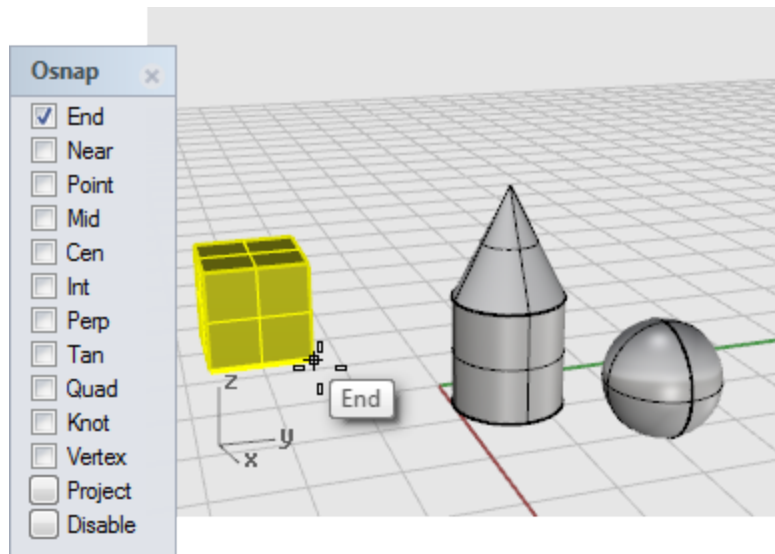 Osnap
End
Near
Point
Mid
Cen
Int
Perp
Tan
Quad
Knot
Vertex
Project
Disable
End
z
y
x